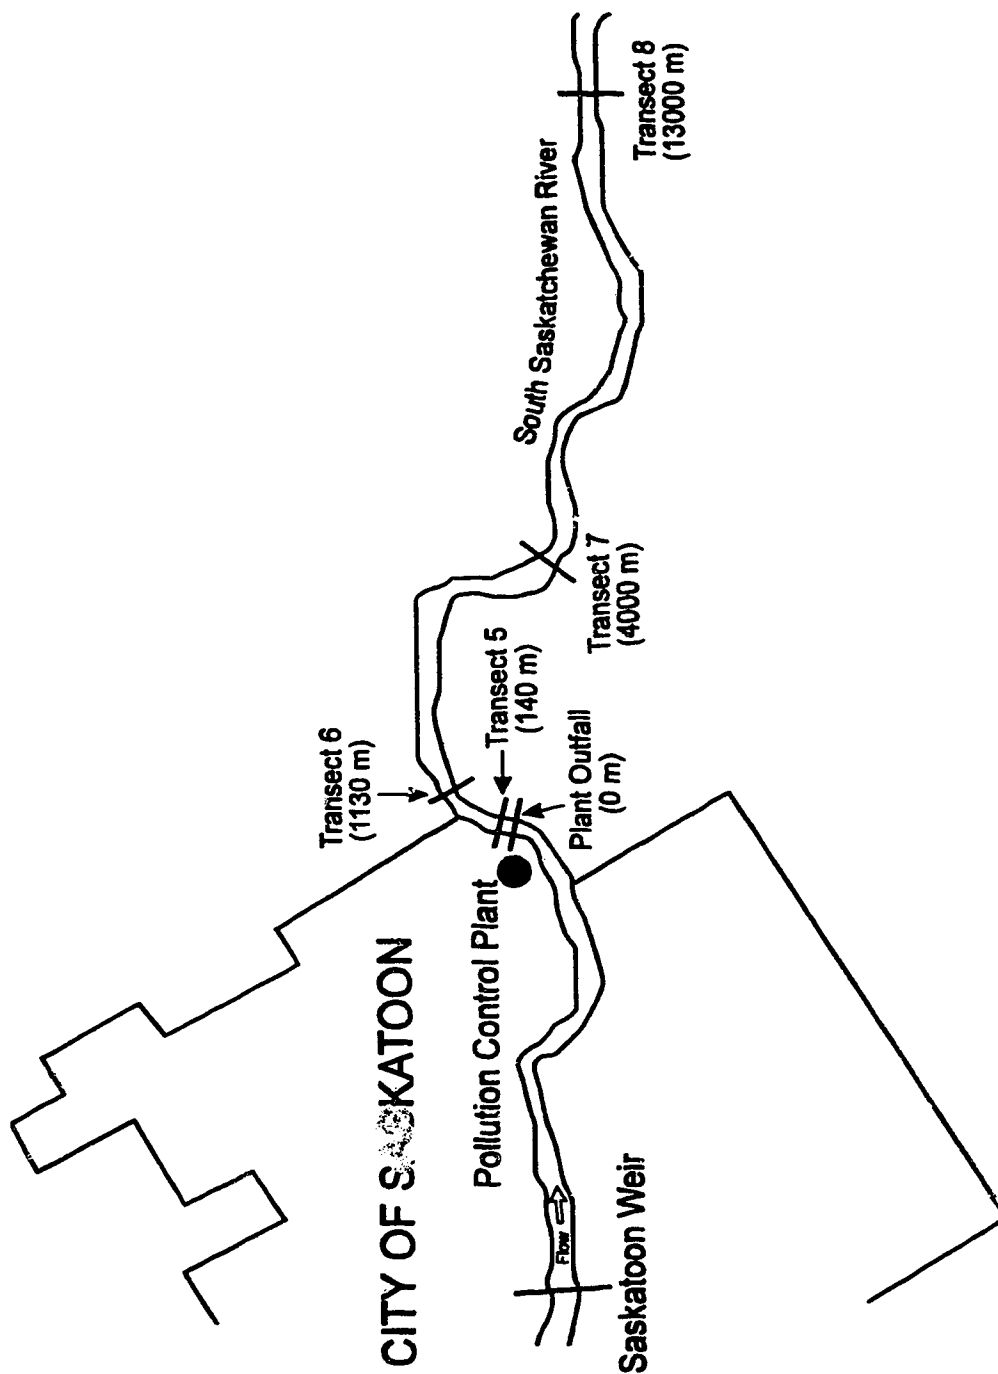 CITY OF SASKATOON
Pollution Control Plant
Saskatoon Weir
Flow
Transect 6
(1130 m)
Transect 5
(140 m)
Plant Outfall
(0 m)
Transect 7
(4000 m)
South Saskatchewan River
Transect 8
(13000 m)